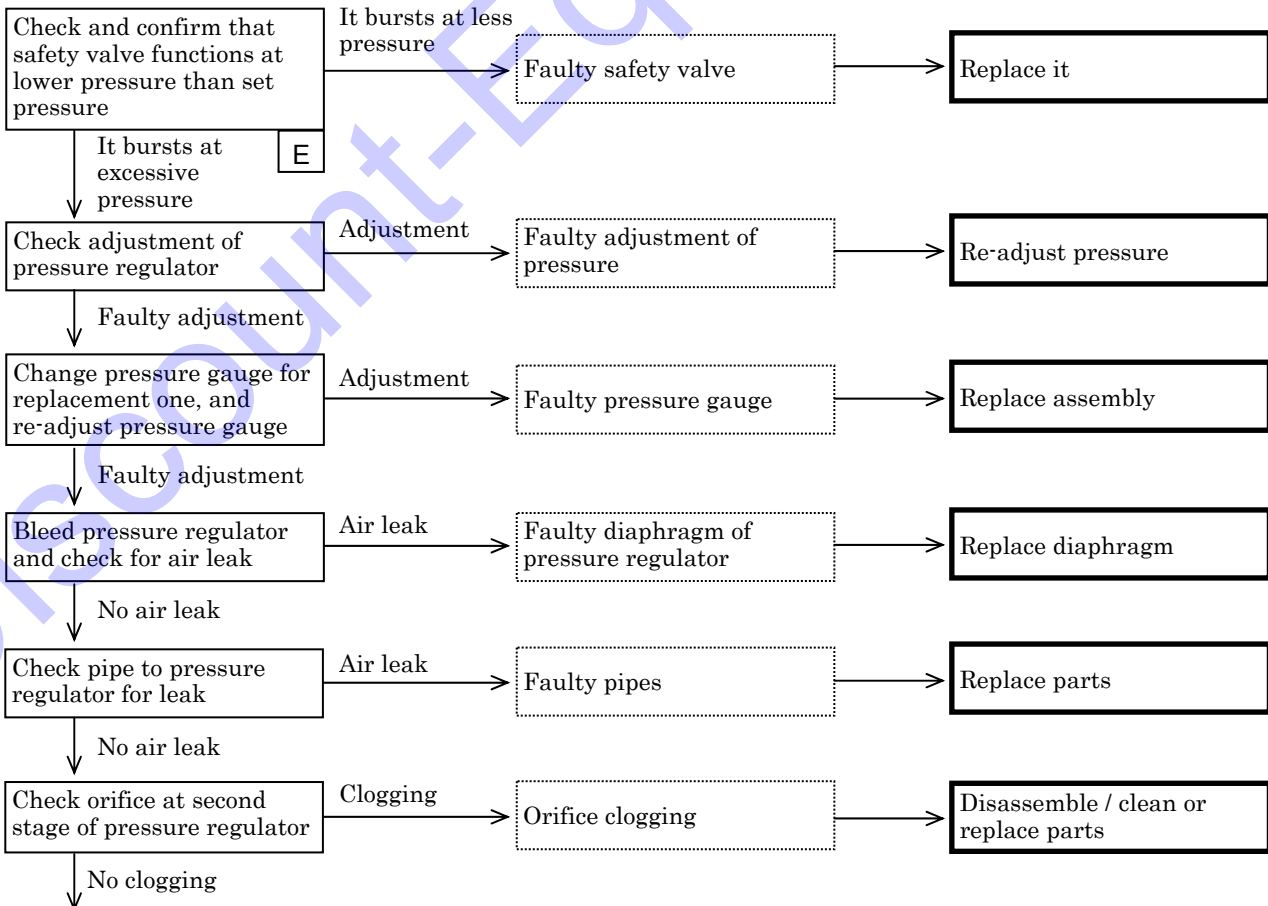 Check and confirm that
safety valve functions at
lower pressure than set
pressure
It bursts at less
pressure
Faulty safety valve
Replace it
E
It bursts at
excessive
pressure
Check adjustment of
pressure regulator
Adjustment
Faulty adjustment of
pressure
Re-adjust pressure
Faulty adjustment
Change pressure gauge for
replacement one, and
re-adjust pressure gauge
Adjustment
Faulty pressure gauge
Replace assembly
Faulty adjustment
Bleed pressure regulator
and check for air leak
Air leak
Faulty diaphragm of
pressure regulator
Replace diaphragm
No air leak
Check pipe to pressure
regulator for leak
Air leak
Faulty pipes
Replace parts
No air leak
Check orifice at second
stage of pressure regulator
Clogging
Orifice clogging
Disassemble / clean or
replace parts
No clogging
iscount-Eq